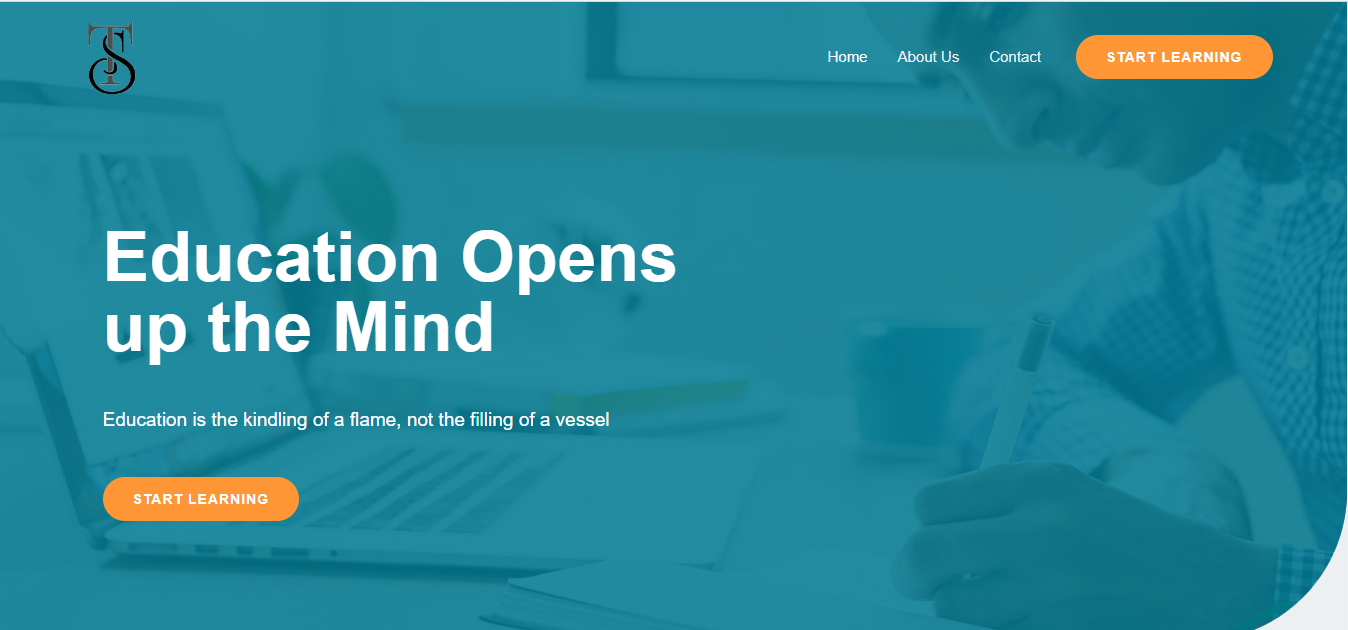 TS
Home About Us Contact START LEARNING
Education Opens
up the Mind
Education is the kindling of a flame, not the filling of a vessel
START LEARNING